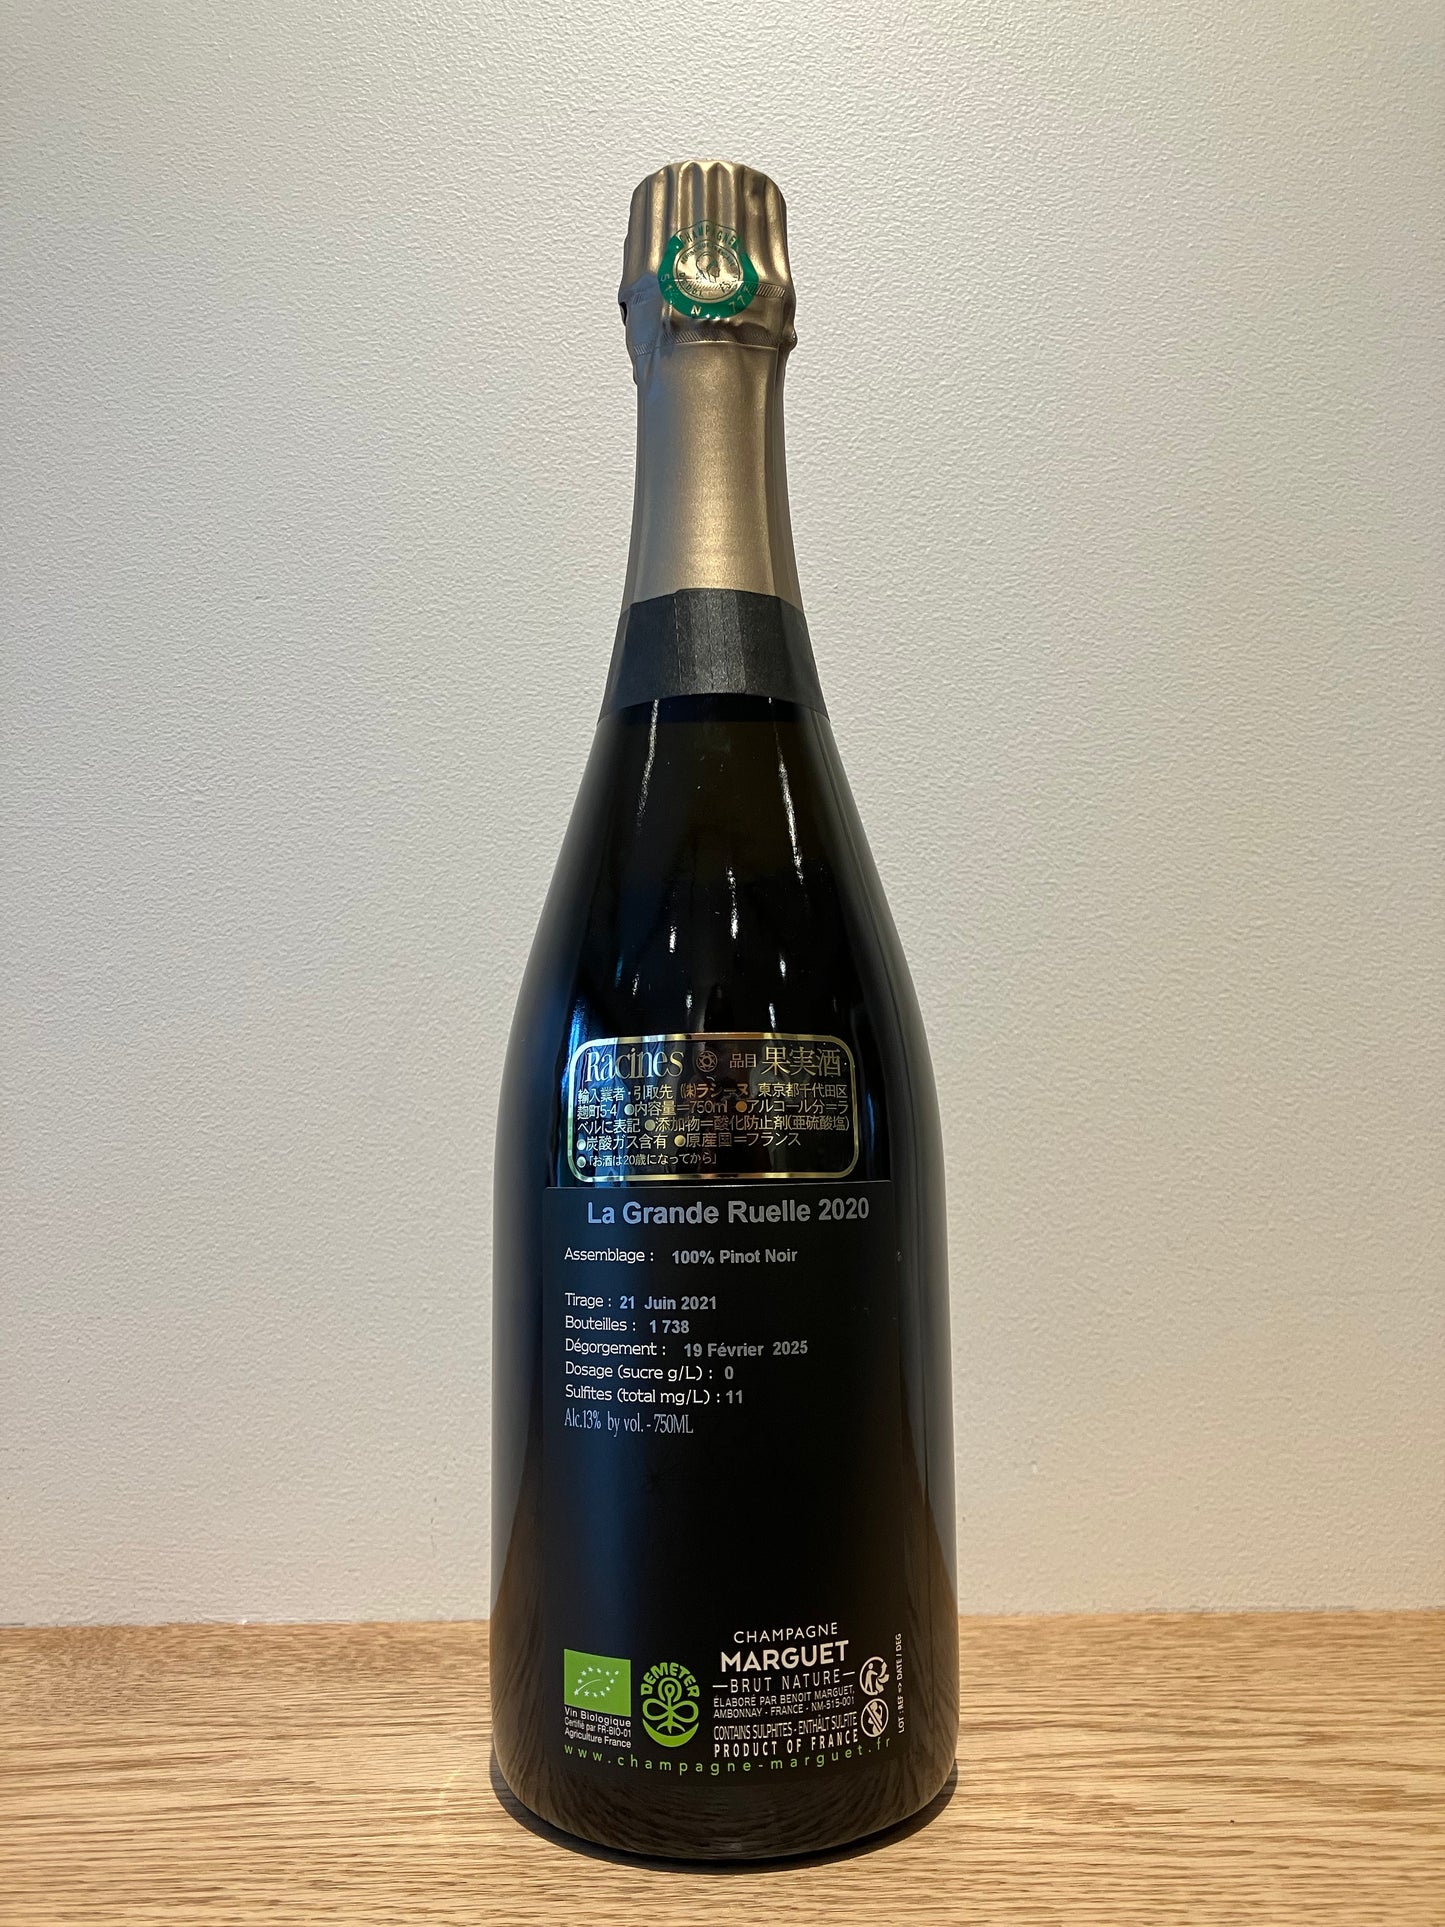 CHAMPAGNE
N
Racines 品目 果実酒
輸入業者・引取先 ㈱ラシーヌ 東京都千代田区
麹町5-4 ●内容量=750ml ●アルコール分=ラ
ベルに表記 ●添加物=酸化防止剤(亜硫酸塩)
●炭酸ガス含有 ●原産国=フランス
●「お酒は20歳になってから」
La Grande Ruelle 2020
Assemblage : 100% Pinot Noir
Tirage : 21 Juin 2021
Bouteilles : 1 738
Dégorgement : 19 Février 2025
Dosage (sucre g/L) : 0
Sulfites (total mg/L) : 11
Alc.13% by vol. - 750ML
Vin Biologique
Certifié par FR-BIO-01
Agriculture France
DEMETER
CHAMPAGNE
MARGUET
BRUT NATURE
ÉLABORÉ PAR BENOIT MARGUET,
AMBONNAY - FRANCE - NM-515-001
CONTAINS SULPHITES - ENTHÄLT SULFITE
PRODUCT OF FRANCE
LOT : REF => DATE / DEG
www.champagne-marguet.fr